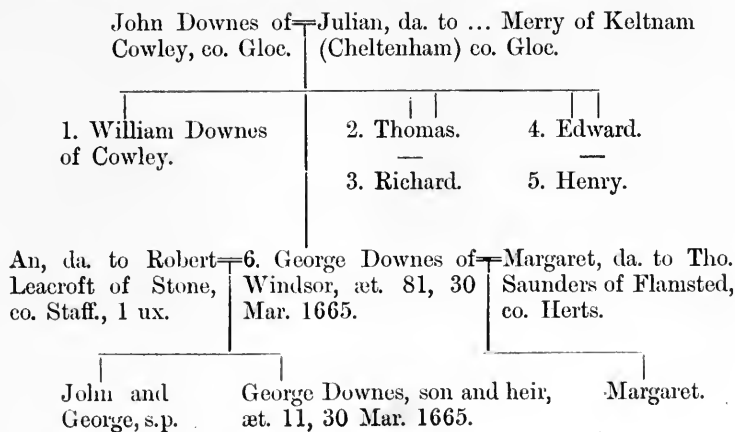 John Downes of Cowley, co. Gloc.
Julian, da. to ... Merry of Keltnam (Cheltenham) co. Gloc.
1. William Downes of Cowley.
2. Thomas.
3. Richard.
4. Edward.
5. Henry.
An, da. to Robert Leacroft of Stone, co. Staff., 1 ux.
6. George Downes of Windsor, æt. 81, 30 Mar. 1665.
Margaret, da. to Tho. Saunders of Flamsted, co. Herts.
John and George, s.p.
George Downes, son and heir, æt. 11, 30 Mar. 1665.
Margaret.